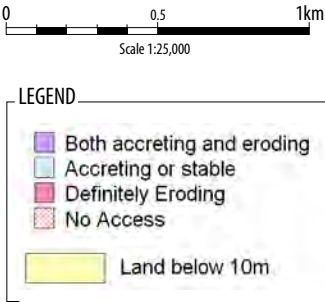 0 0.5 1km
Scale 1:25,000
LEGEND
Both accreting and eroding
Accreting or stable
Definitely Eroding
No Access
Land below 10m